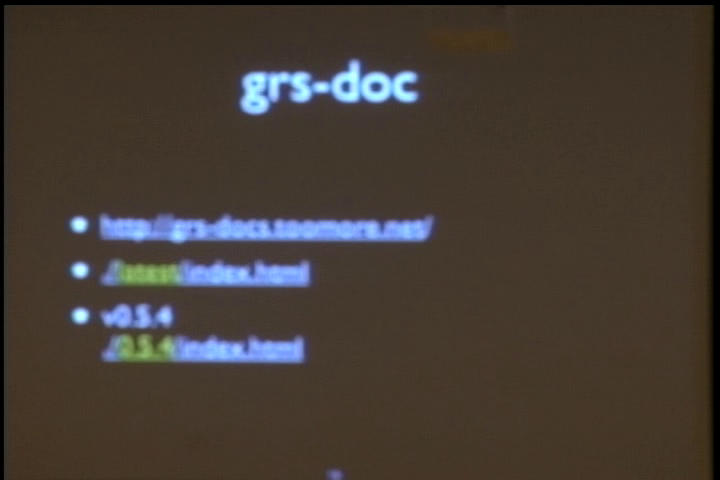 grs-doc
http://grs-docs.toomore.net/
./latest/index.html
v0.5.4
./0.5.4/index.html